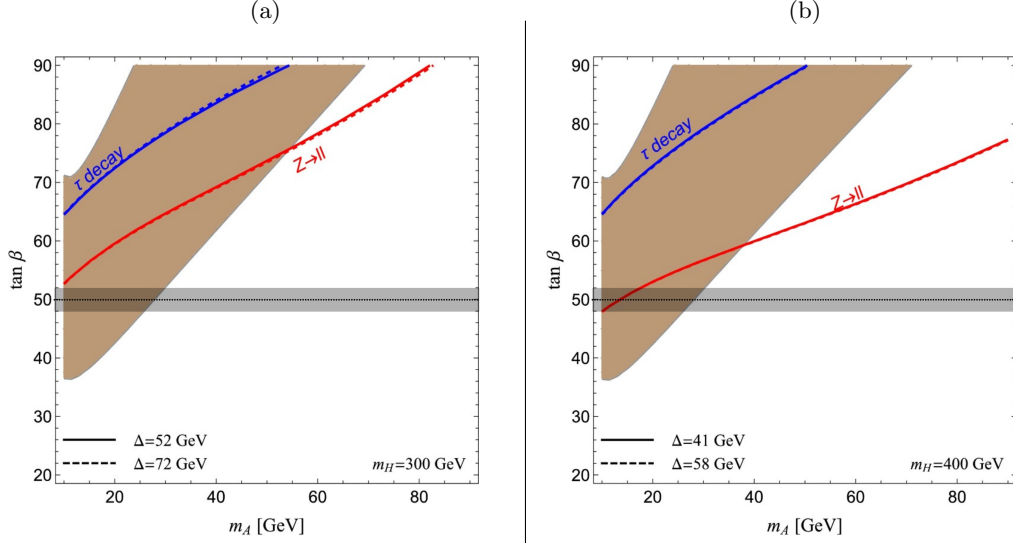 (a)
90
80
70
60
50
40
30
20
tan β
τ decay
Z→ll
Δ=52 GeV
Δ=72 GeV
m_H=300 GeV
20
40
60
80
m_A [GeV]
(b)
90
80
70
60
50
40
30
20
tan β
τ decay
Z→ll
Δ=41 GeV
Δ=58 GeV
m_H=400 GeV
20
40
60
80
m_A [GeV]